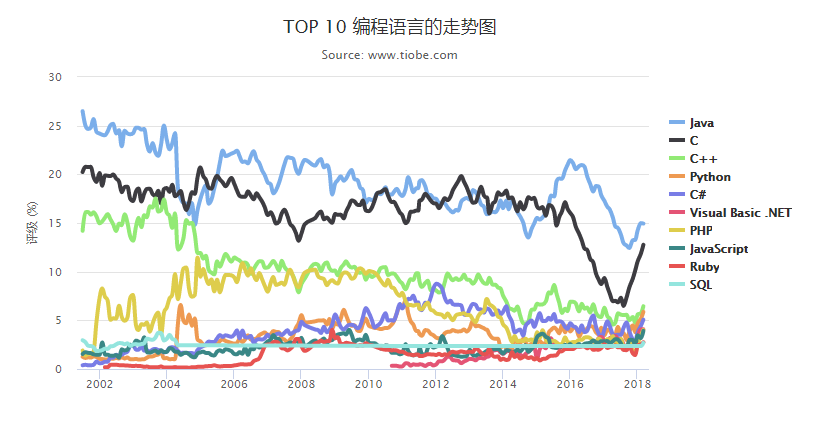 TOP 10 编程语言的走势图
Source: www.tiobe.com
评级 (%)
30
25
20
15
10
5
0
2002
2004
2006
2008
2010
2012
2014
2016
2018
Java
C
C++
Python
C#
Visual Basic .NET
PHP
JavaScript
Ruby
SQL